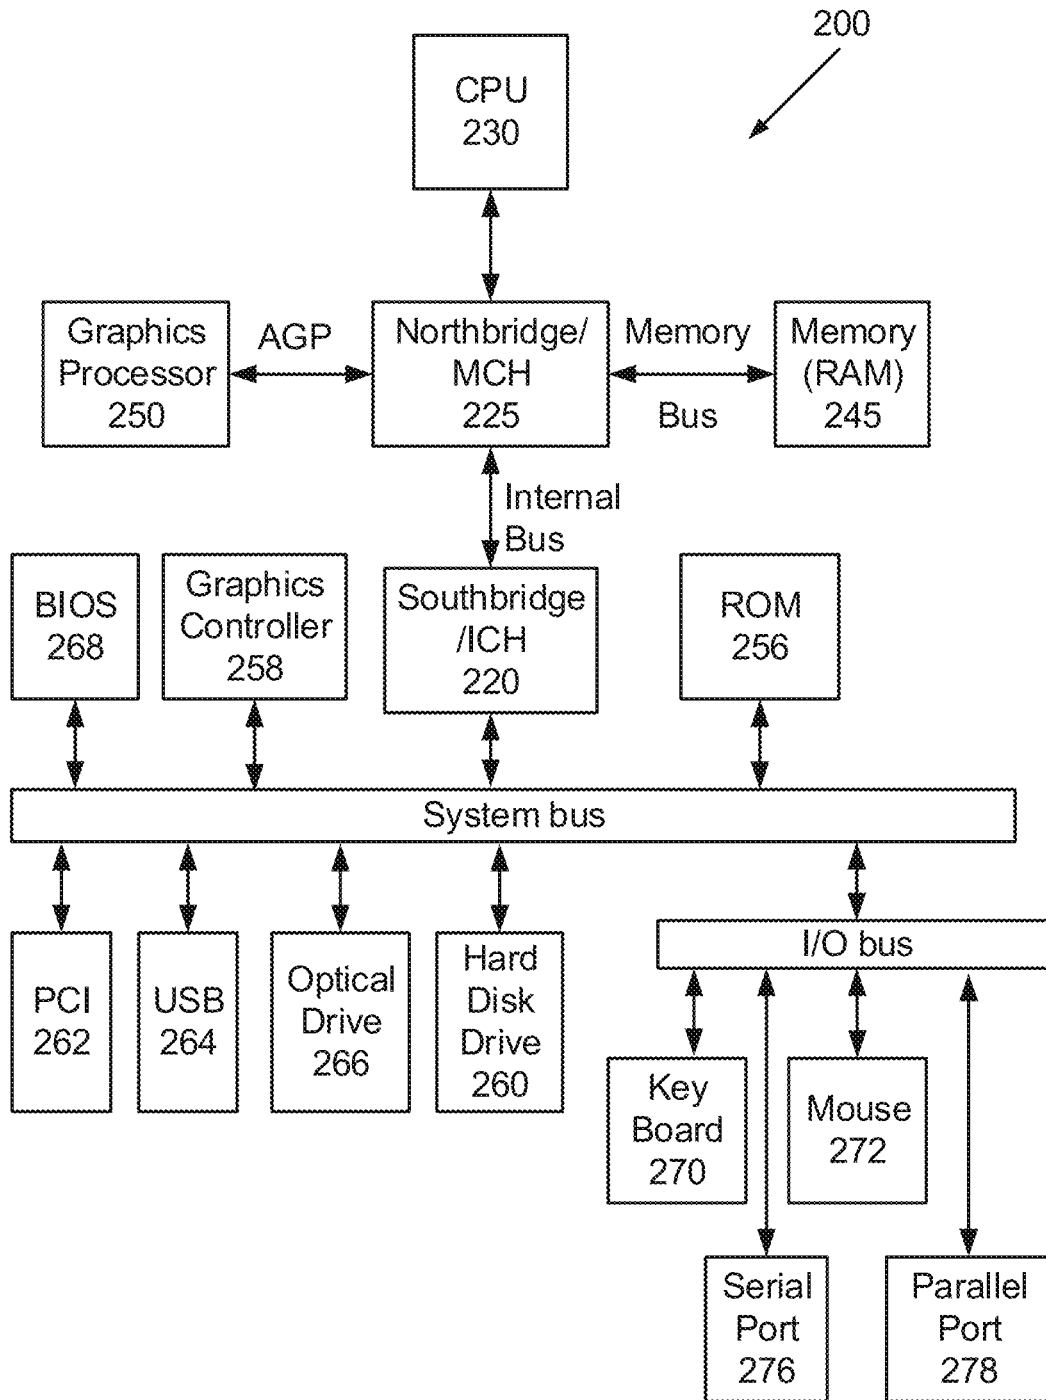 200
CPU
230
Graphics
Processor
250
AGP
Northbridge/
MCH
225
Memory
Bus
Memory
(RAM)
245
Internal
Bus
BIOS
268
Graphics
Controller
258
Southbridge
/ICH
220
ROM
256
System bus
PCI
262
USB
264
Optical
Drive
266
Hard
Disk
Drive
260
I/O bus
Key
Board
270
Mouse
272
Serial
Port
276
Parallel
Port
278